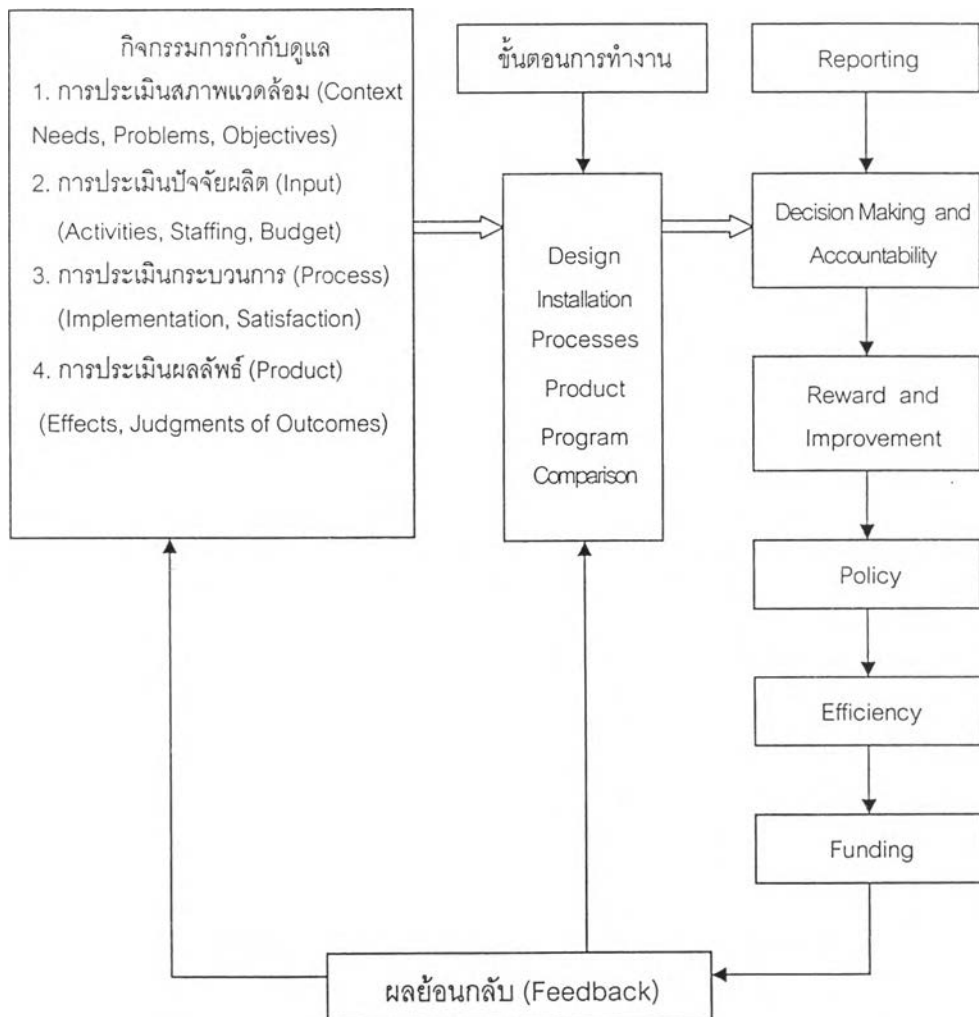 กิจกรรมการกำกับดูแล
1. การประเมินสภาพแวดล้อม (Context
Needs, Problems, Objectives)
2. การประเมินปัจจัยผลิต (Input)
(Activities, Staffing, Budget)
3. การประเมินกระบวนการ (Process)
(Implementation, Satisfaction)
4. การประเมินผลลัพธ์ (Product)
(Effects, Judgments of Outcomes)
ขั้นตอนการทำงาน
Design
Installation
Processes
Product
Program
Comparison
Reporting
Decision Making and
Accountability
Reward and
Improvement
Policy
Efficiency
Funding
ผลย้อนกลับ (Feedback)